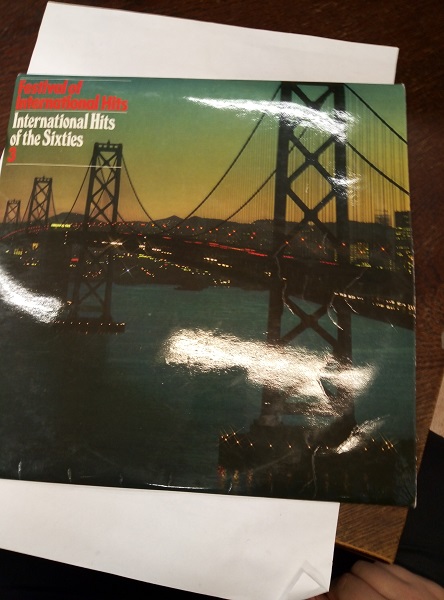 Festival of
International Hits
International Hits
of the Sixties
3